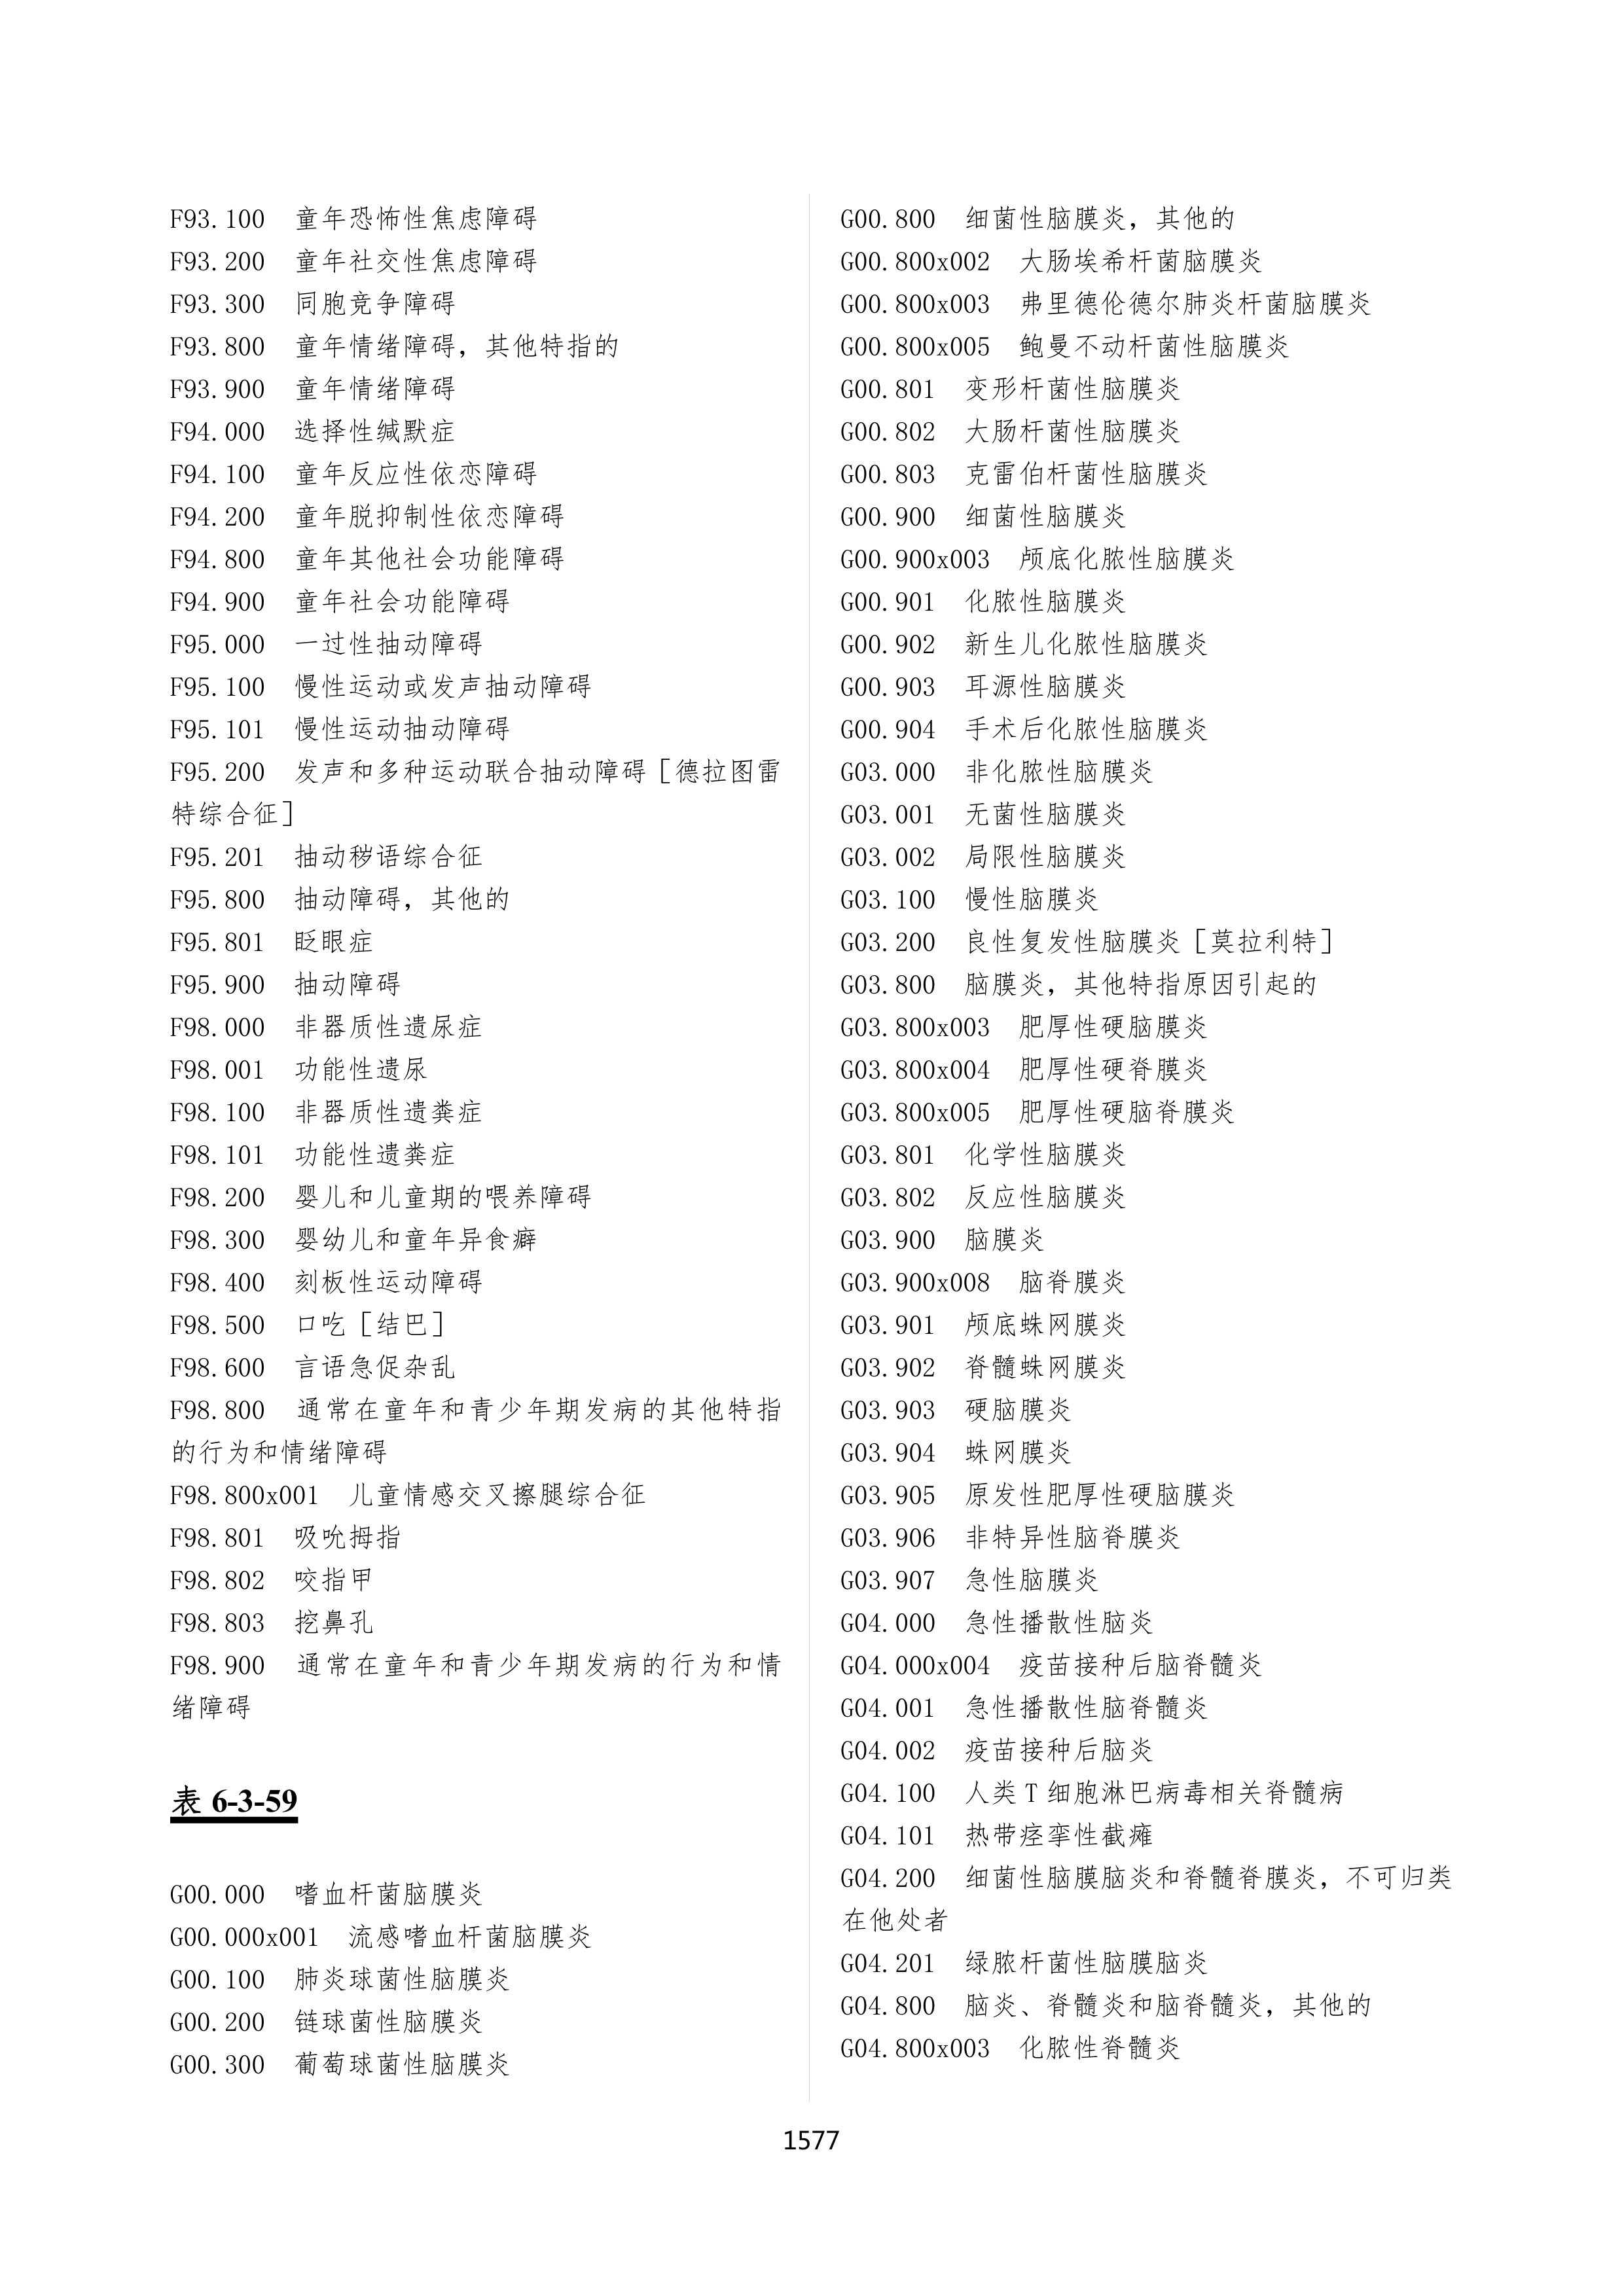 F93.100 童年恐怖性焦虑障碍
F93.200 童年社交性焦虑障碍
F93.300 同胞竞争障碍
F93.800 童年情绪障碍，其他特指的
F93.900 童年情绪障碍
F94.000 选择性缄默症
F94.100 童年反应性依恋障碍
F94.200 童年脱抑制性依恋障碍
F94.800 童年其他社会功能障碍
F94.900 童年社会功能障碍
F95.000 一过性抽动障碍
F95.100 慢性运动或发声抽动障碍
F95.101 慢性运动抽动障碍
F95.200 发声和多种运动联合抽动障碍［德拉图雷
特综合征］
F95.201 抽动秽语综合征
F95.800 抽动障碍，其他的
F95.801 眨眼症
F95.900 抽动障碍
F98.000 非器质性遗尿症
F98.001 功能性遗尿
F98.100 非器质性遗粪症
F98.101 功能性遗粪症
F98.200 婴儿和儿童期的喂养障碍
F98.300 婴幼儿和童年异食癖
F98.400 刻板性运动障碍
F98.500 口吃［结巴］
F98.600 言语急促杂乱
F98.800 通常在童年和青少年期发病的其他特指
的行为和情绪障碍
F98.800x001 儿童情感交叉擦腿综合征
F98.801 吸吮拇指
F98.802 咬指甲
F98.803 挖鼻孔
F98.900 通常在童年和青少年期发病的行为和情
绪障碍
表 6-3-59
G00.000 嗜血杆菌脑膜炎
G00.000x001 流感嗜血杆菌脑膜炎
G00.100 肺炎球菌性脑膜炎
G00.200 链球菌性脑膜炎
G00.300 葡萄球菌性脑膜炎
G00.800 细菌性脑膜炎，其他的
G00.800x002 大肠埃希杆菌脑膜炎
G00.800x003 弗里德伦德尔肺炎杆菌脑膜炎
G00.800x005 鲍曼不动杆菌性脑膜炎
G00.801 变形杆菌性脑膜炎
G00.802 大肠杆菌性脑膜炎
G00.803 克雷伯杆菌性脑膜炎
G00.900 细菌性脑膜炎
G00.900x003 颅底化脓性脑膜炎
G00.901 化脓性脑膜炎
G00.902 新生儿化脓性脑膜炎
G00.903 耳源性脑膜炎
G00.904 手术后化脓性脑膜炎
G03.000 非化脓性脑膜炎
G03.001 无菌性脑膜炎
G03.002 局限性脑膜炎
G03.100 慢性脑膜炎
G03.200 良性复发性脑膜炎［莫拉利特］
G03.800 脑膜炎，其他特指原因引起的
G03.800x003 肥厚性硬脑膜炎
G03.800x004 肥厚性硬脊膜炎
G03.800x005 肥厚性硬脑脊膜炎
G03.801 化学性脑膜炎
G03.802 反应性脑膜炎
G03.900 脑膜炎
G03.900x008 脑脊膜炎
G03.901 颅底蛛网膜炎
G03.902 脊髓蛛网膜炎
G03.903 硬脑膜炎
G03.904 蛛网膜炎
G03.905 原发性肥厚性硬脑膜炎
G03.906 非特异性脑脊膜炎
G03.907 急性脑膜炎
G04.000 急性播散性脑炎
G04.000x004 疫苗接种后脑脊髓炎
G04.001 急性播散性脑脊髓炎
G04.002 疫苗接种后脑炎
G04.100 人类 T 细胞淋巴病毒相关脊髓病
G04.101 热带痉挛性截瘫
G04.200 细菌性脑膜脑炎和脊髓脊膜炎，不可归类
在他处者
G04.201 绿脓杆菌性脑膜脑炎
G04.800 脑炎、脊髓炎和脑脊髓炎，其他的
G04.800x003 化脓性脊髓炎
1577